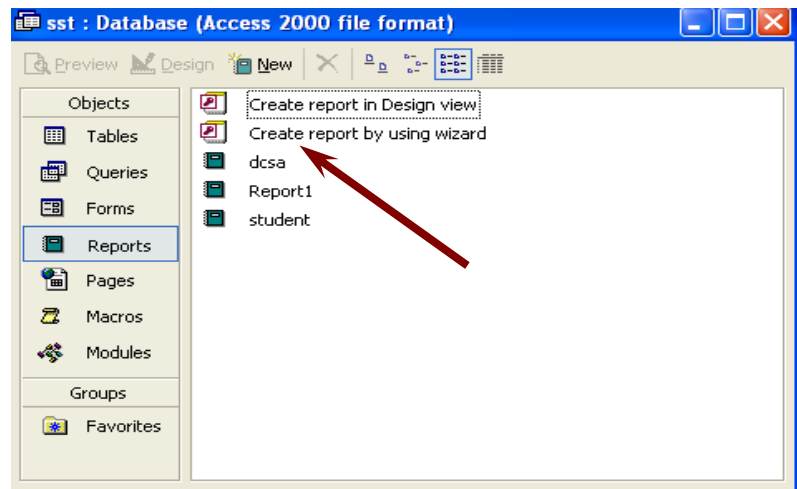 sst : Database (Access 2000 file format)
Preview Design New
Objects
Tables
Queries
Forms
Reports
Pages
Macros
Modules
Groups
Favorites
Create report in Design view
Create report by using wizard
dcsa
Report1
student